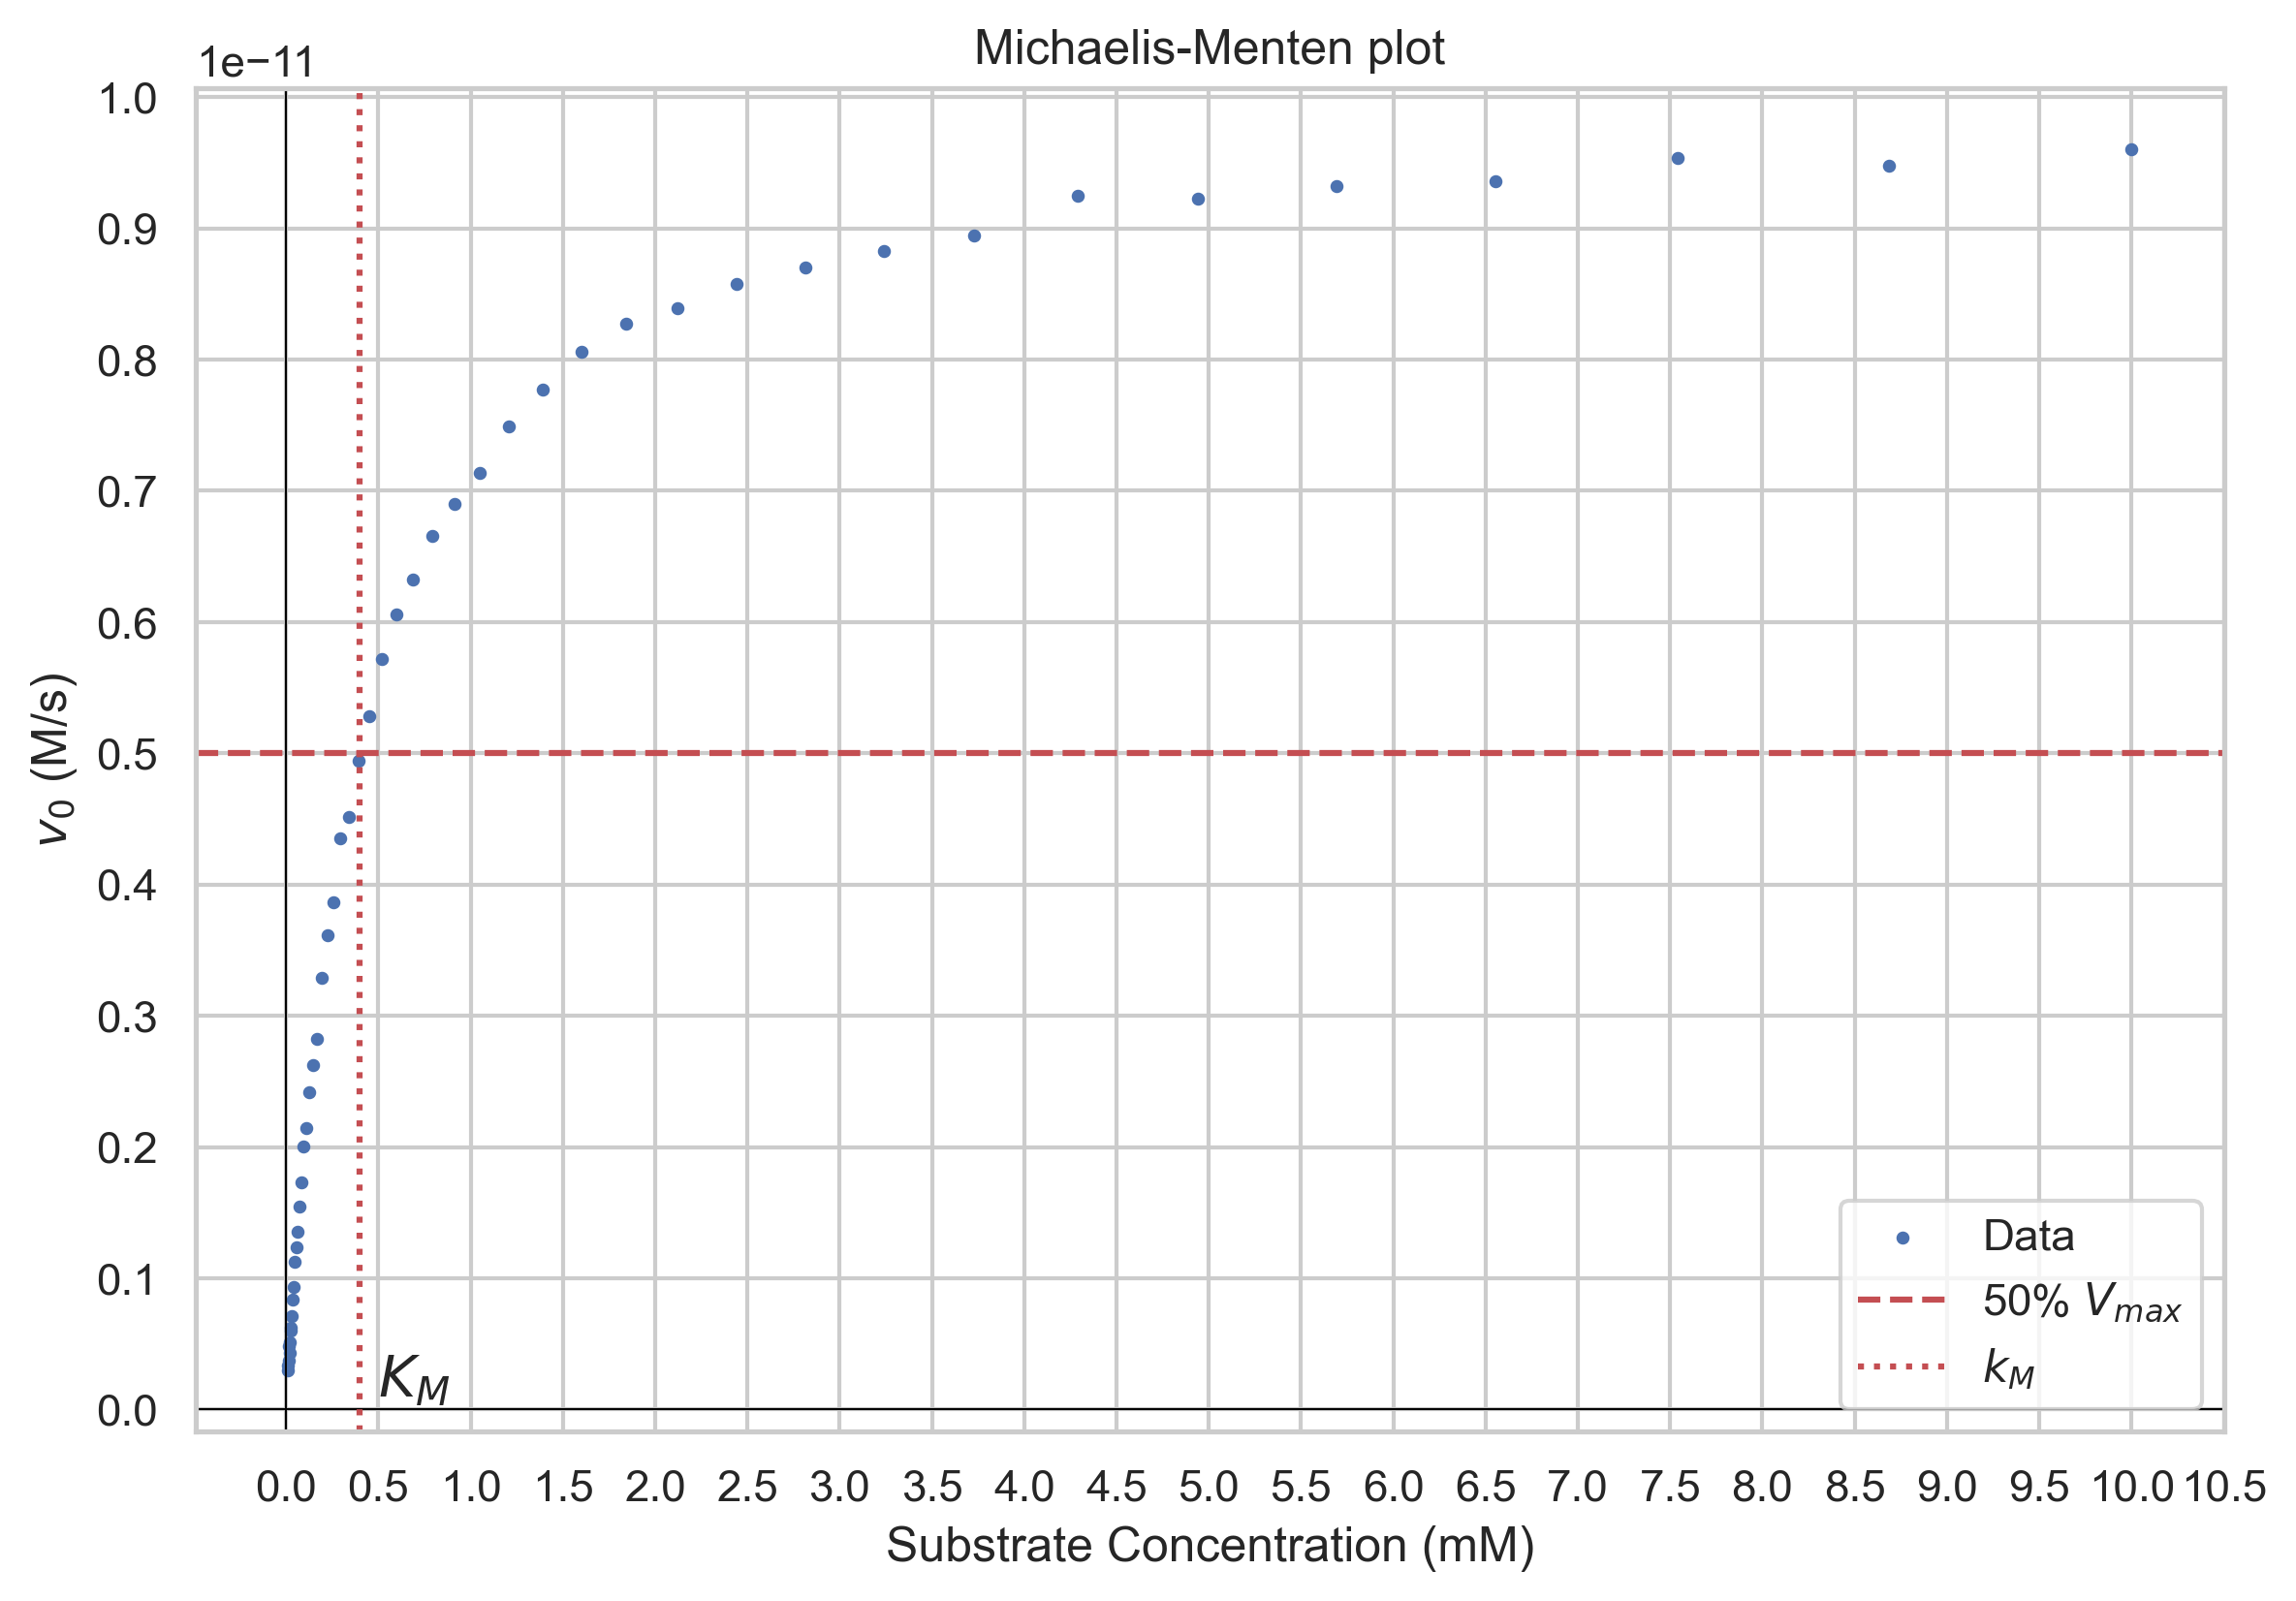 Michaelis-Menten plot
1e−11
1.0
0.9
0.8
0.7
0.6
0.5
0.4
0.3
0.2
0.1
0.0
v0 (M/s)
KM
Data
50% Vmax
kM
0.0 0.5 1.0 1.5 2.0 2.5 3.0 3.5 4.0 4.5 5.0 5.5 6.0 6.5 7.0 7.5 8.0 8.5 9.0 9.5 10.0 10.5
Substrate Concentration (mM)